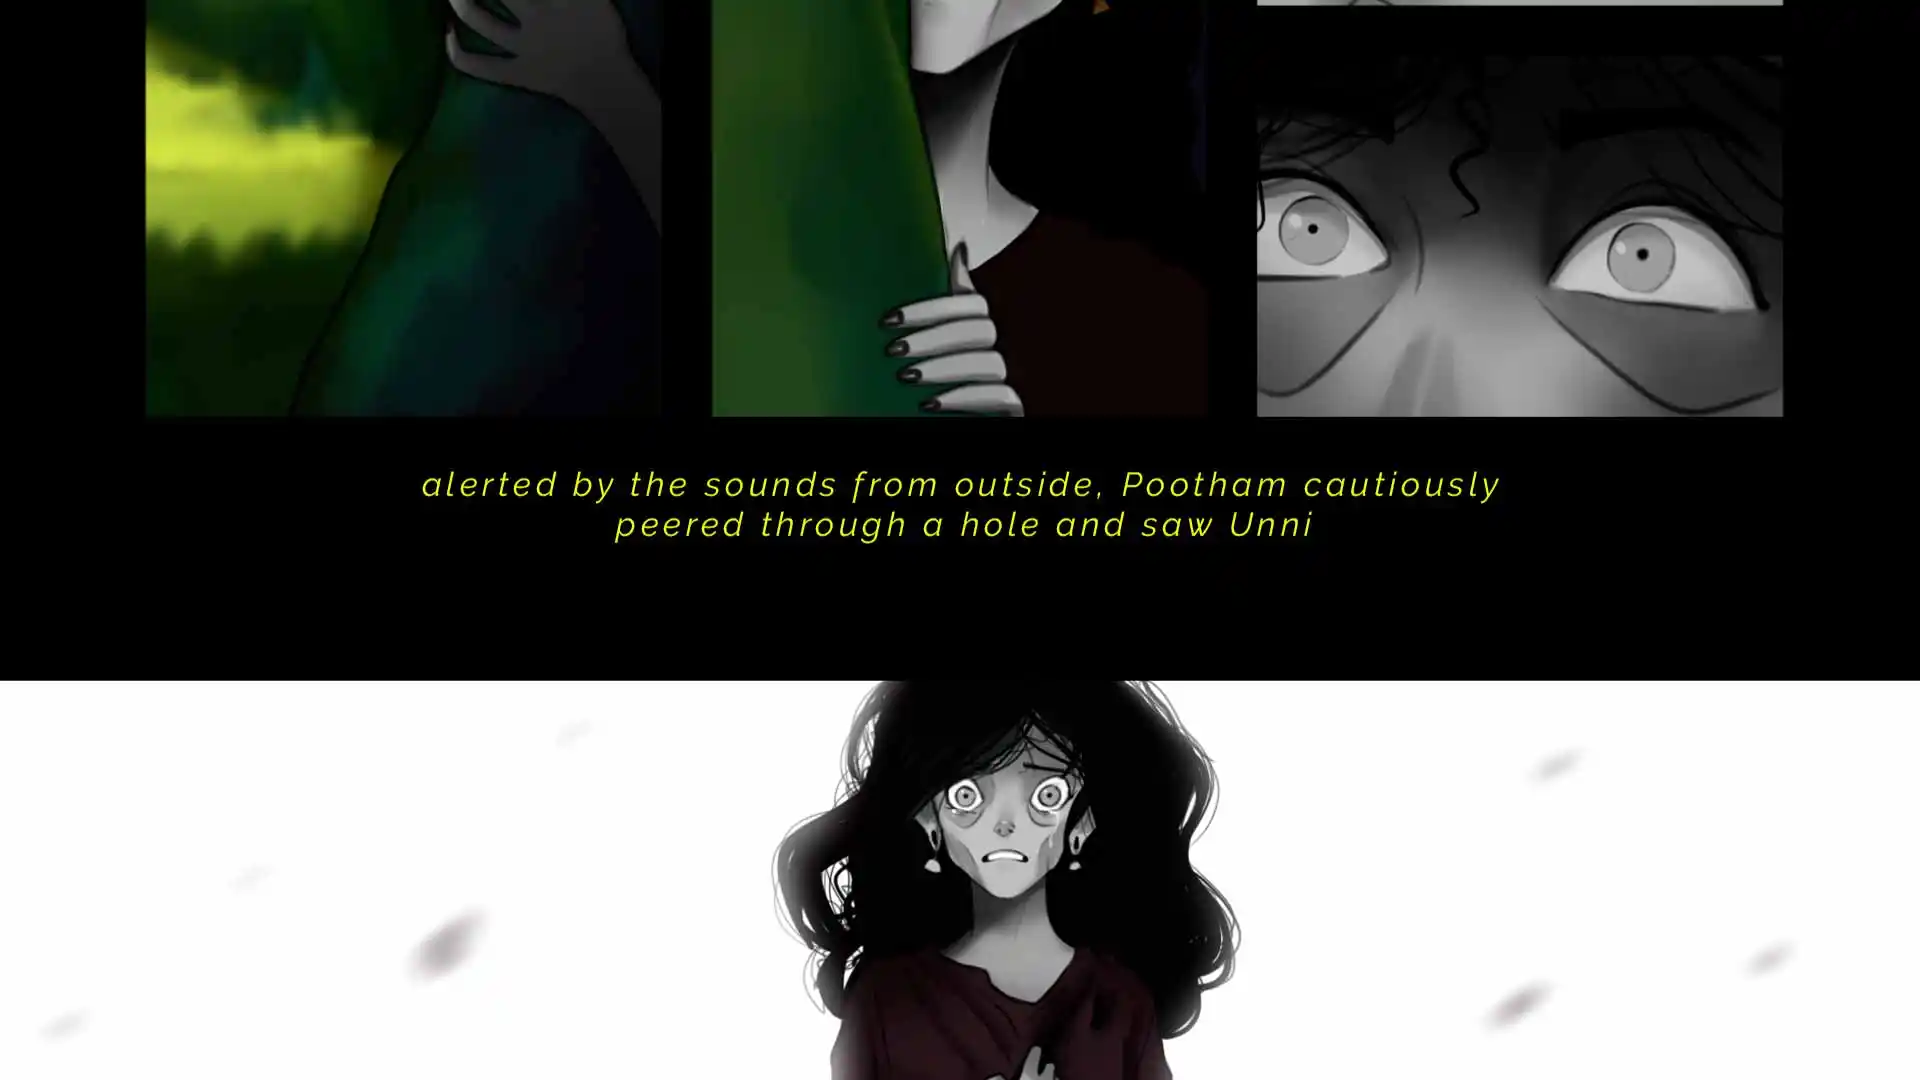 alerted by the sounds from outside, Pootham cautiously
peered through a hole and saw Unni